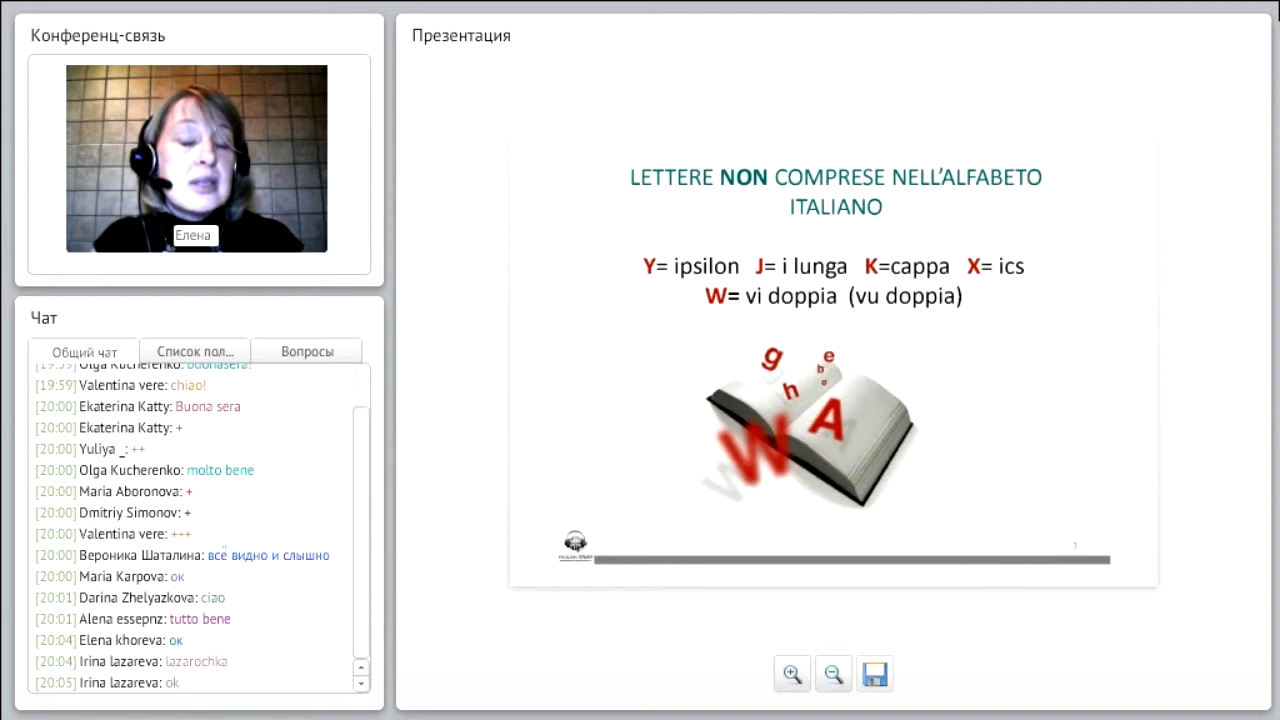 Конференц-связь
Елена
Чат
Общий чат
Список пол...
Вопросы
[19:59] Olga Kucherenko: buonasera!
[19:59] Valentina vere: chiao!
[20:00] Ekaterina Katty: Buona sera
[20:00] Ekaterina Katty: +
[20:00] Yuliya _: ++
[20:00] Olga Kucherenko: molto bene
[20:00] Maria Aboronova: +
[20:00] Dmitriy Simonov: +
[20:00] Valentina vere: +++
[20:00] Вероника Шаталина: всё видно и слышно
[20:00] Maria Karpova: ок
[20:01] Darina Zhelyazkova: ciao
[20:01] Alena essepnz: tutto bene
[20:04] Elena khoreva: ок
[20:04] Irina lazareva: lazarochka
[20:05] Irina lazareva: ok
Презентация
LETTERE NON COMPRESE NELL'ALFABETO
ITALIANO
Y= ipsilon J= i lunga K=cappa X= ics
W= vi doppia (vu doppia)
g
e
b
h
A
W